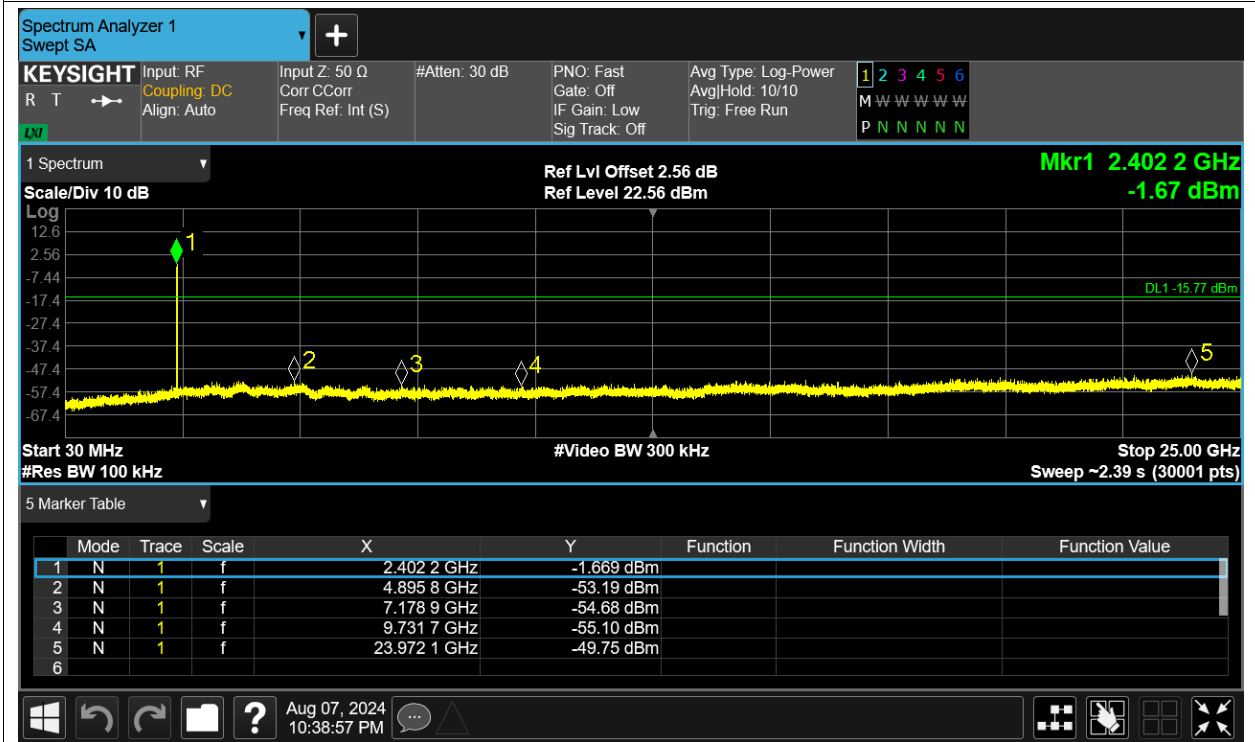 Spectrum Analyzer 1
Swept SA
KEYSIGHT
R T
LXI
Input: RF
Coupling: DC
Align: Auto
Input Z: 50 Ω
Corr CCorr
Freq Ref: Int (S)
#Atten: 30 dB
PNO: Fast
Gate: Off
IF Gain: Low
Sig Track: Off
Avg Type: Log-Power
Avg|Hold: 10/10
Trig: Free Run
1 2 3 4 5 6
M W W W W W
P N N N N N
1 Spectrum
Scale/Div 10 dB
Ref Lvl Offset 2.56 dB
Ref Level 22.56 dBm
Mkr1 2.402 2 GHz
-1.67 dBm
Log
12.6
2.56
-7.44
-17.4
-27.4
-37.4
-47.4
-57.4
-67.4
1
2
3
4
5
DL1 -15.77 dBm
Start 30 MHz
#Video BW 300 kHz
Stop 25.00 GHz
#Res BW 100 kHz
Sweep ~2.39 s (30001 pts)
5 Marker Table
Mode Trace Scale X Y Function Function Width Function Value
1 N 1 f 2.402 2 GHz -1.669 dBm
2 N 1 f 4.895 8 GHz -53.19 dBm
3 N 1 f 7.178 9 GHz -54.68 dBm
4 N 1 f 9.731 7 GHz -55.10 dBm
5 N 1 f 23.972 1 GHz -49.75 dBm
6
?
Aug 07, 2024
10:38:57 PM